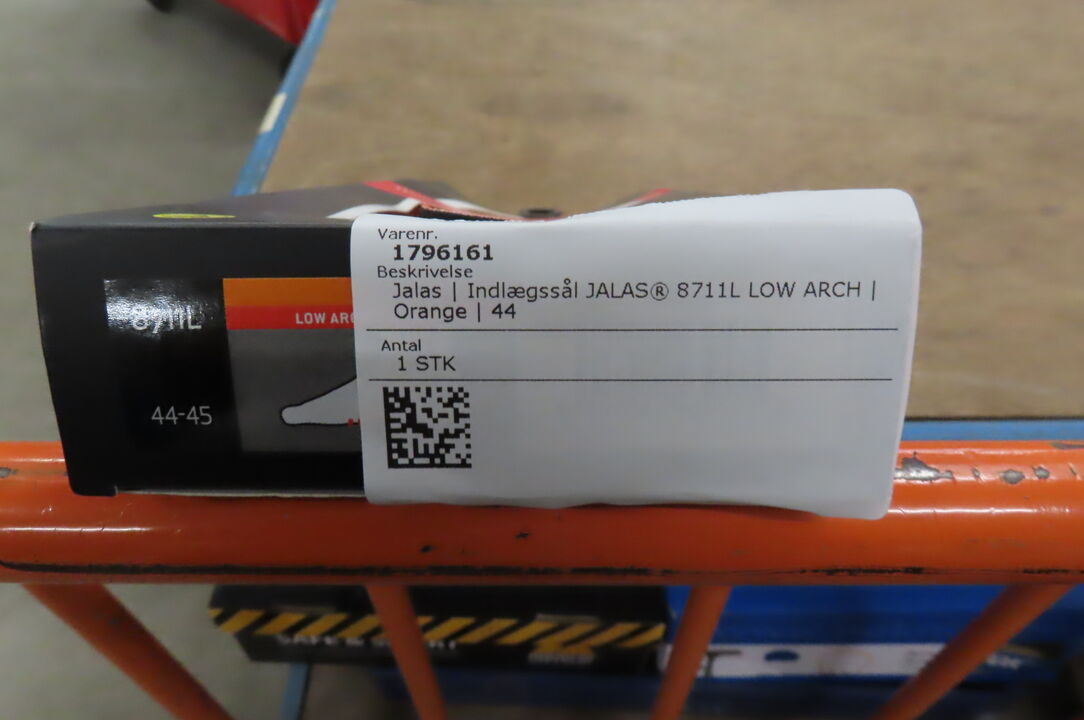 Varenr.
1796161
Beskrivelse
Jalas | Indlægssål JALAS® 8711L LOW ARCH |
Orange | 44
Antal
1 STK
8711L
LOW ARC
44-45
SAFE &